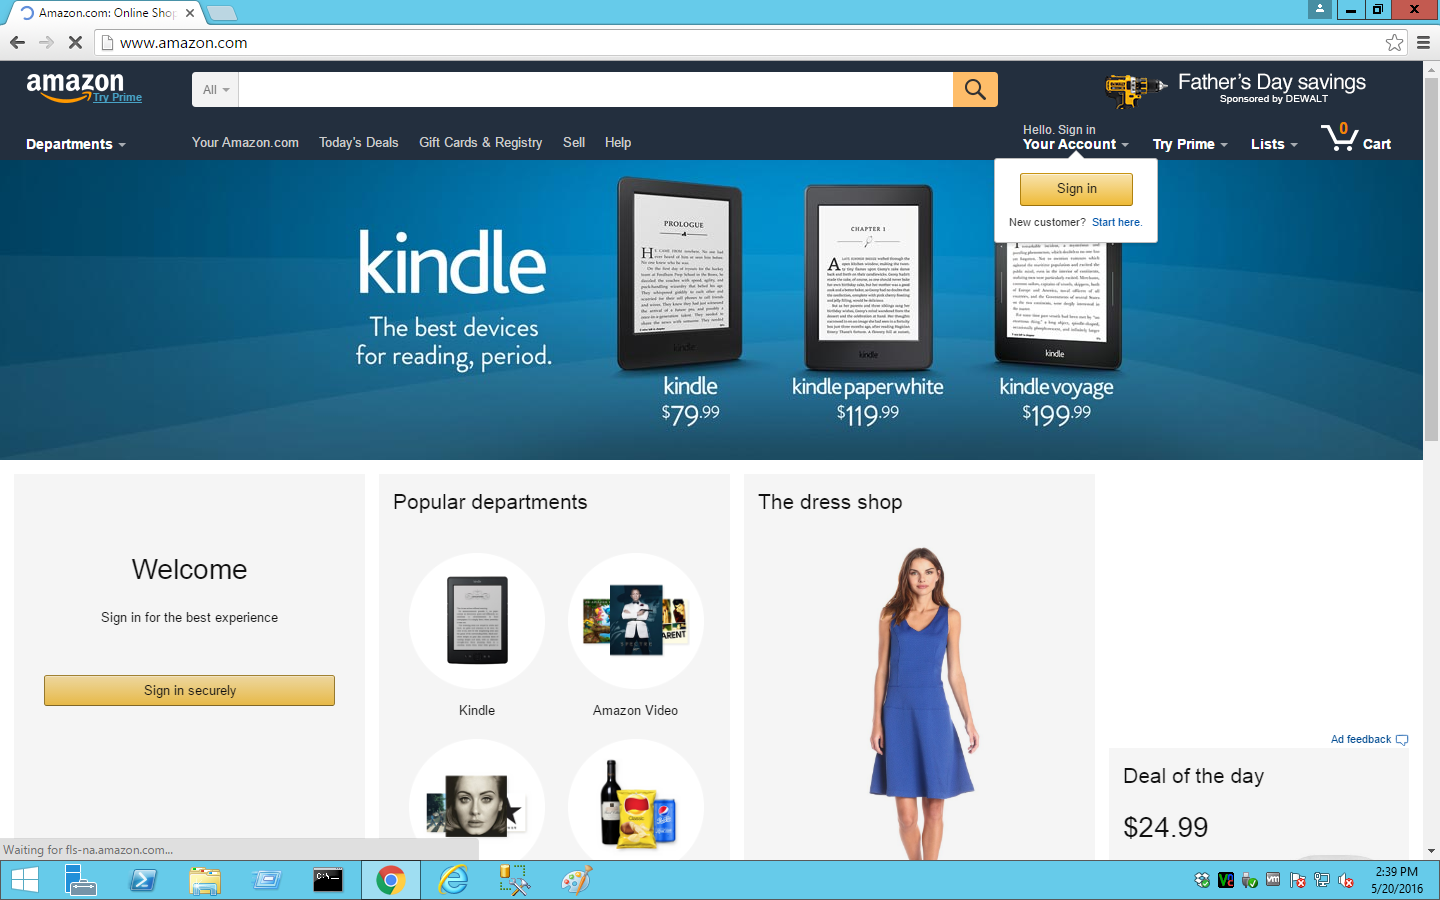 Amazon.com: Online Shop
www.amazon.com
amazon
Try Prime
All
Father's Day savings
Sponsored by DEWALT
Departments
Your Amazon.com
Today's Deals
Gift Cards & Registry
Sell
Help
Hello. Sign in
Your Account
Try Prime
Lists
0
Cart
Sign in
New customer? Start here.
kindle
The best devices
for reading, period.
PROLOGUE
CHAPTER 1
kindle
kindle
kindle
kindle
$79.99
kindle paperwhite
$119.99
kindle voyage
$199.99
Welcome
Sign in for the best experience
Sign in securely
Popular departments
Kindle
SPECTRE
Amazon Video
The dress shop
Ad feedback
Deal of the day
$24.99
Waiting for fls-na.amazon.com...
C:\
2:39 PM
5/20/2016